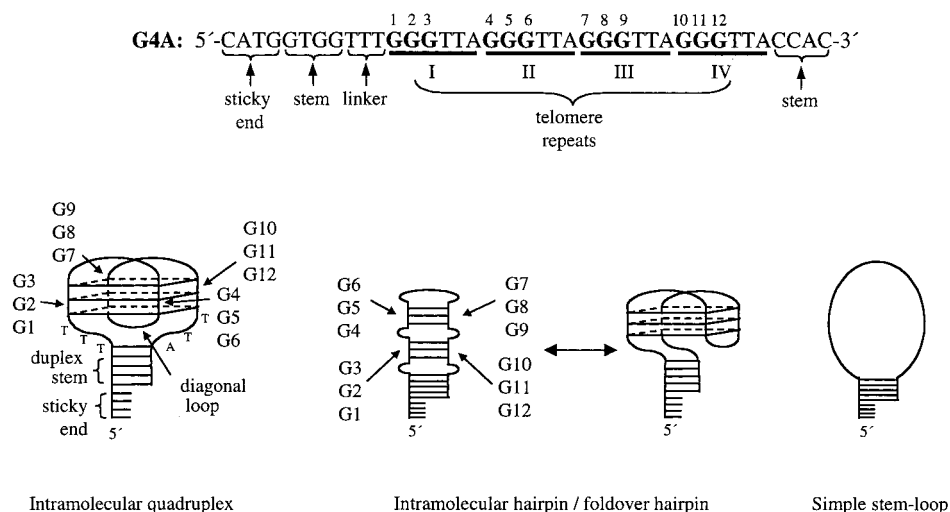 1 2 3 4 5 6 7 8 9 10 11 12
G4A: 5´-CATGGTGGTTTGGGTTAGGGTTAGGGTTAGGGTTACCAC-3´
I II III IV
sticky end
stem
linker
stem
telomere repeats
G9
G8
G7
G10
G11
G12
G3
G2
G1
G4
G5
G6
T
T
T
A
T
T
duplex stem
diagonal loop
sticky end
5´
G6
G5
G4
G7
G8
G9
G3
G2
G1
G10
G11
G12
5´
5´
5´
Intramolecular quadruplex
Intramolecular hairpin / foldover hairpin
Simple stem-loop